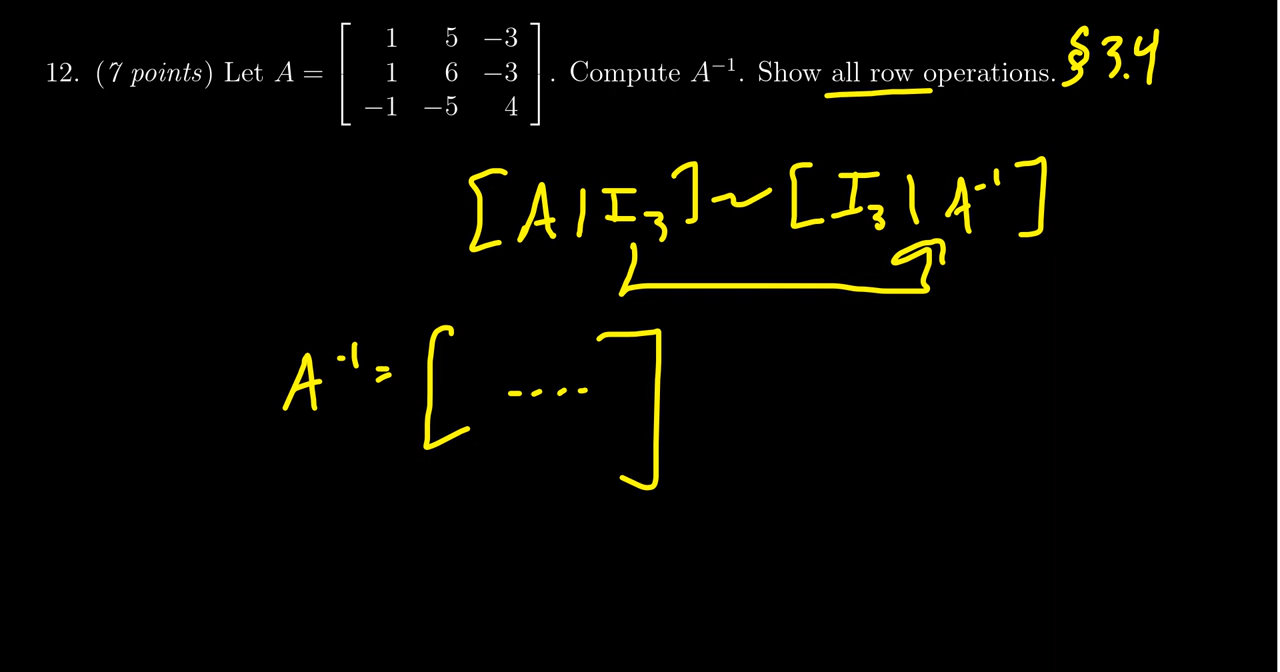 12. (7 points) Let A = [ 1 5 −3 ; 1 6 −3 ; −1 −5 4 ]. Compute A⁻¹. Show all row operations. § 3.4
[A | I₃] ~ [I₃ | A⁻¹]
A⁻¹ = [ .... ]